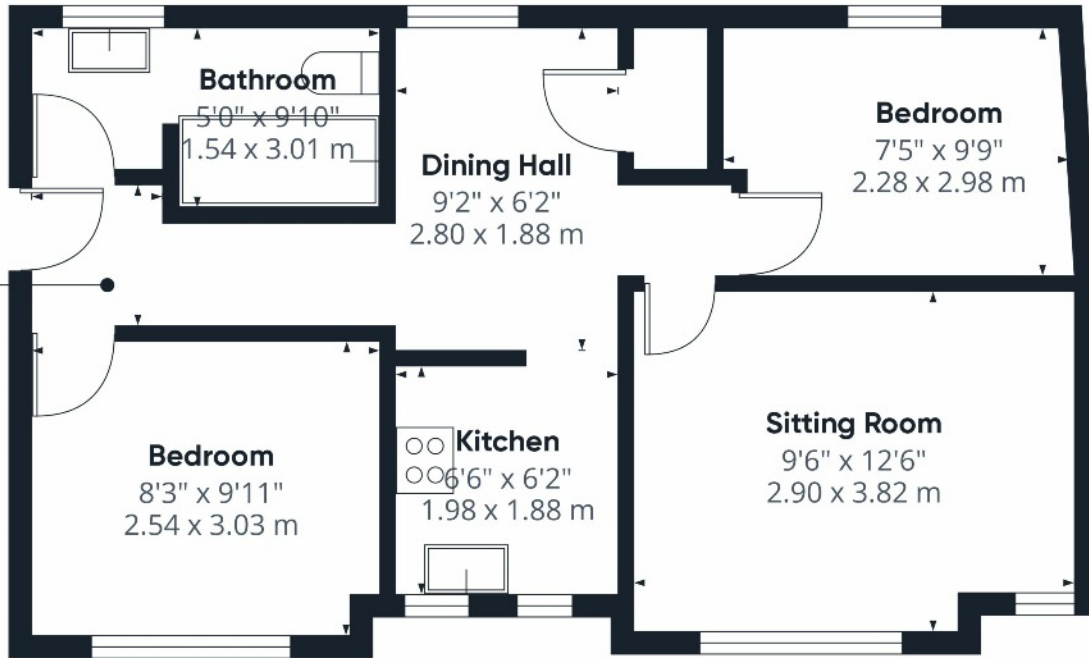 Bathroom
5'0" x 9'10"
1.54 x 3.01 m
Dining Hall
9'2" x 6'2"
2.80 x 1.88 m
Bedroom
7'5" x 9'9"
2.28 x 2.98 m
Bedroom
8'3" x 9'11"
2.54 x 3.03 m
Kitchen
6'6" x 6'2"
1.98 x 1.88 m
Sitting Room
9'6" x 12'6"
2.90 x 3.82 m